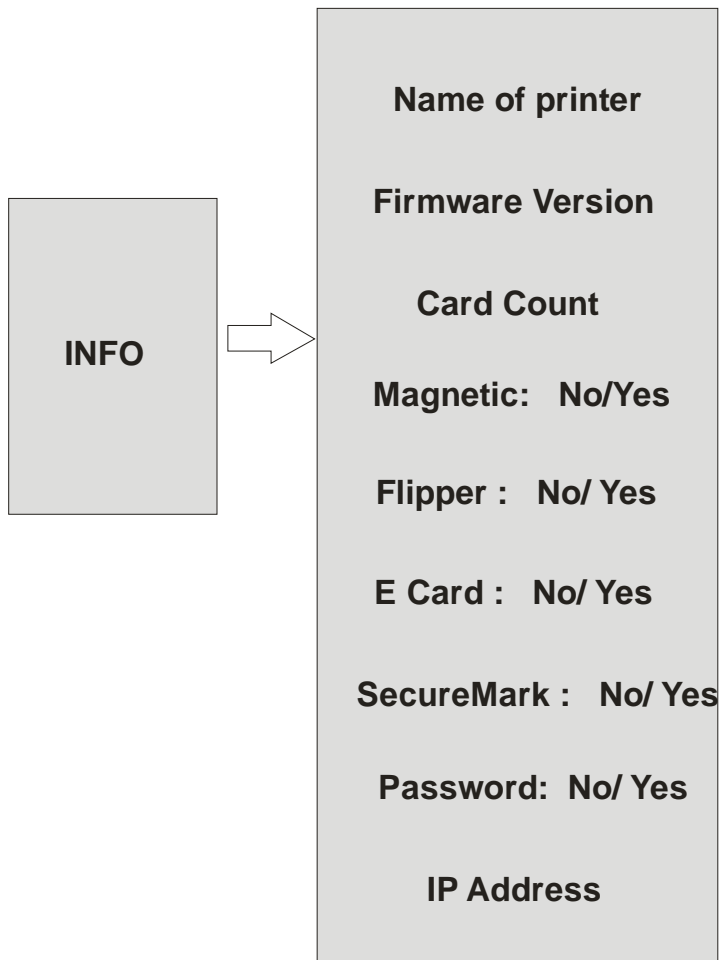 INFO
Name of printer
Firmware Version
Card Count
Magnetic: No/Yes
Flipper : No/ Yes
E Card : No/ Yes
SecureMark : No/ Yes
Password: No/ Yes
IP Address